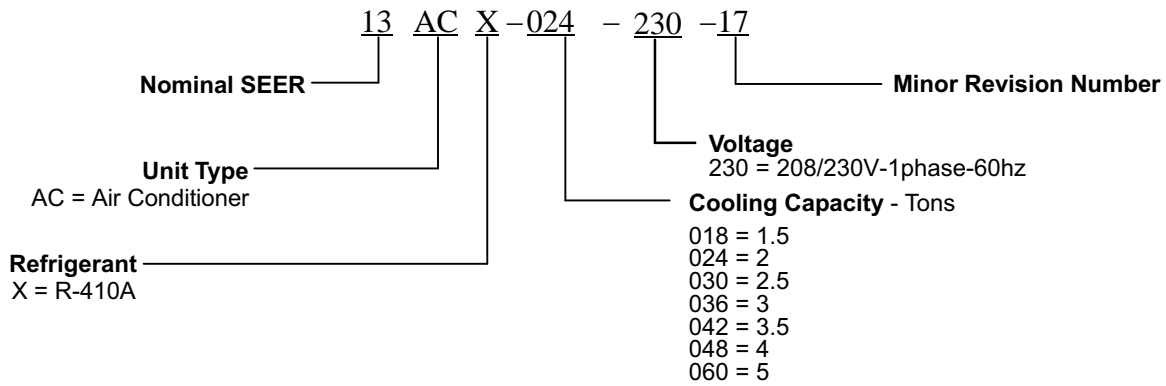 13 AC X – 024 – 230 – 17
Nominal SEER
Minor Revision Number
Unit Type
AC = Air Conditioner
Voltage
230 = 208/230V-1phase-60hz
Refrigerant
X = R-410A
Cooling Capacity - Tons
018 = 1.5
024 = 2
030 = 2.5
036 = 3
042 = 3.5
048 = 4
060 = 5